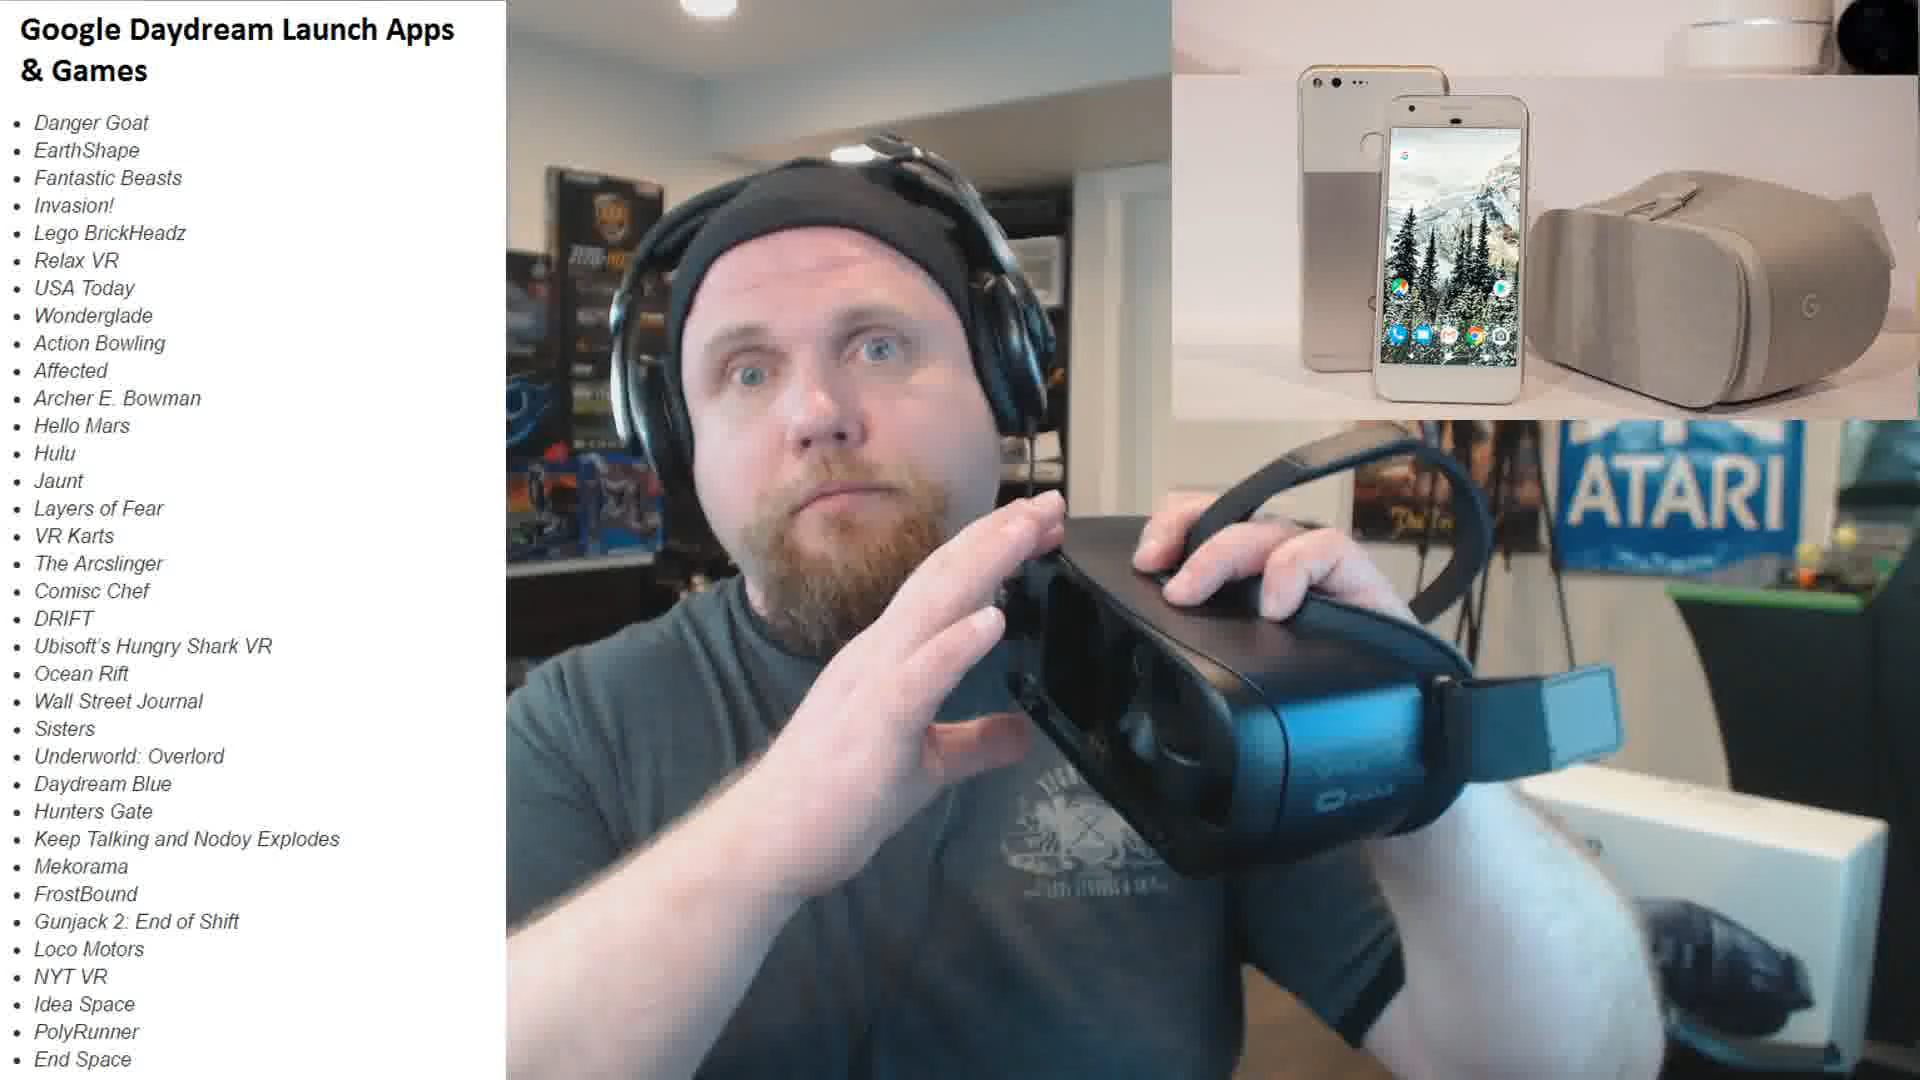 Google Daydream Launch Apps
& Games
Danger Goat
EarthShape
Fantastic Beasts
Invasion!
Lego BrickHeadz
Relax VR
USA Today
Wonderglade
Action Bowling
Affected
Archer E. Bowman
Hello Mars
Hulu
Jaunt
Layers of Fear
VR Karts
The Arcslinger
Comisc Chef
DRIFT
Ubisoft's Hungry Shark VR
Ocean Rift
Wall Street Journal
Sisters
Underworld: Overlord
Daydream Blue
Hunters Gate
Keep Talking and Nodoy Explodes
Mekorama
FrostBound
Gunjack 2: End of Shift
Loco Motors
NYT VR
Idea Space
PolyRunner
End Space
ATARI
G